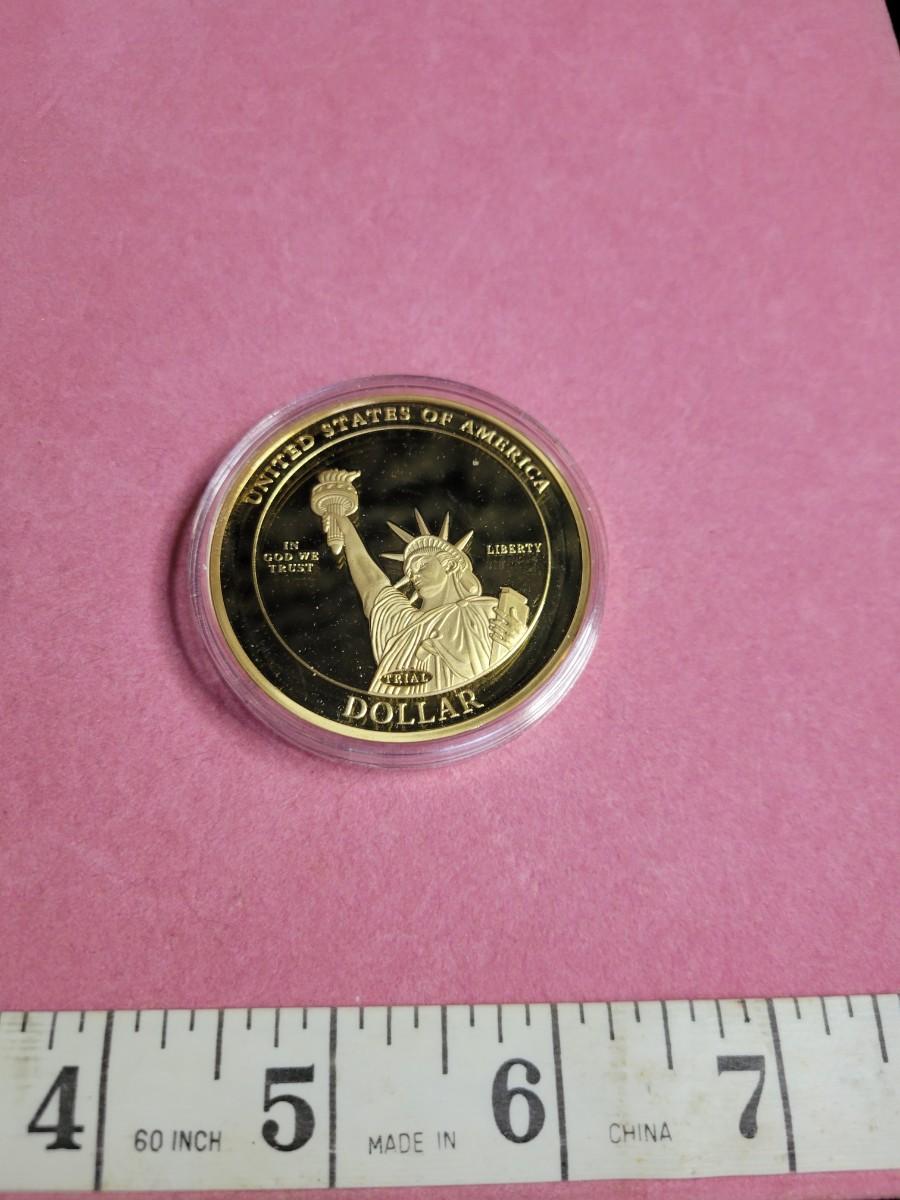 UNITED STATES OF AMERICA
IN
GOD WE
TRUST
LIBERTY
TRIAL
DOLLAR
4 5 6 7
60 INCH MADE IN CHINA